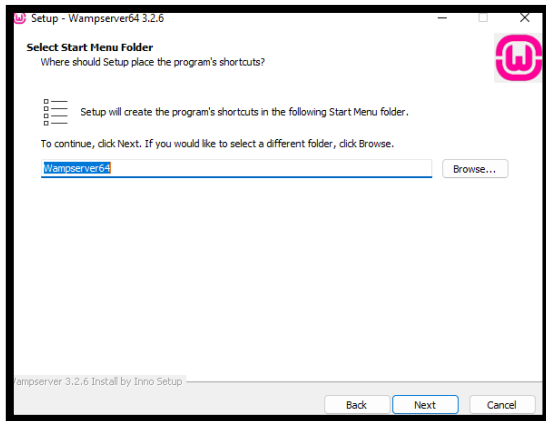 Setup - Wampserver64 3.2.6
Select Start Menu Folder
Where should Setup place the program's shortcuts?
Setup will create the program's shortcuts in the following Start Menu folder.
To continue, click Next. If you would like to select a different folder, click Browse.
Wampserver64
Browse...
Wampserver 3.2.6 Install by Inno Setup
Back
Next
Cancel